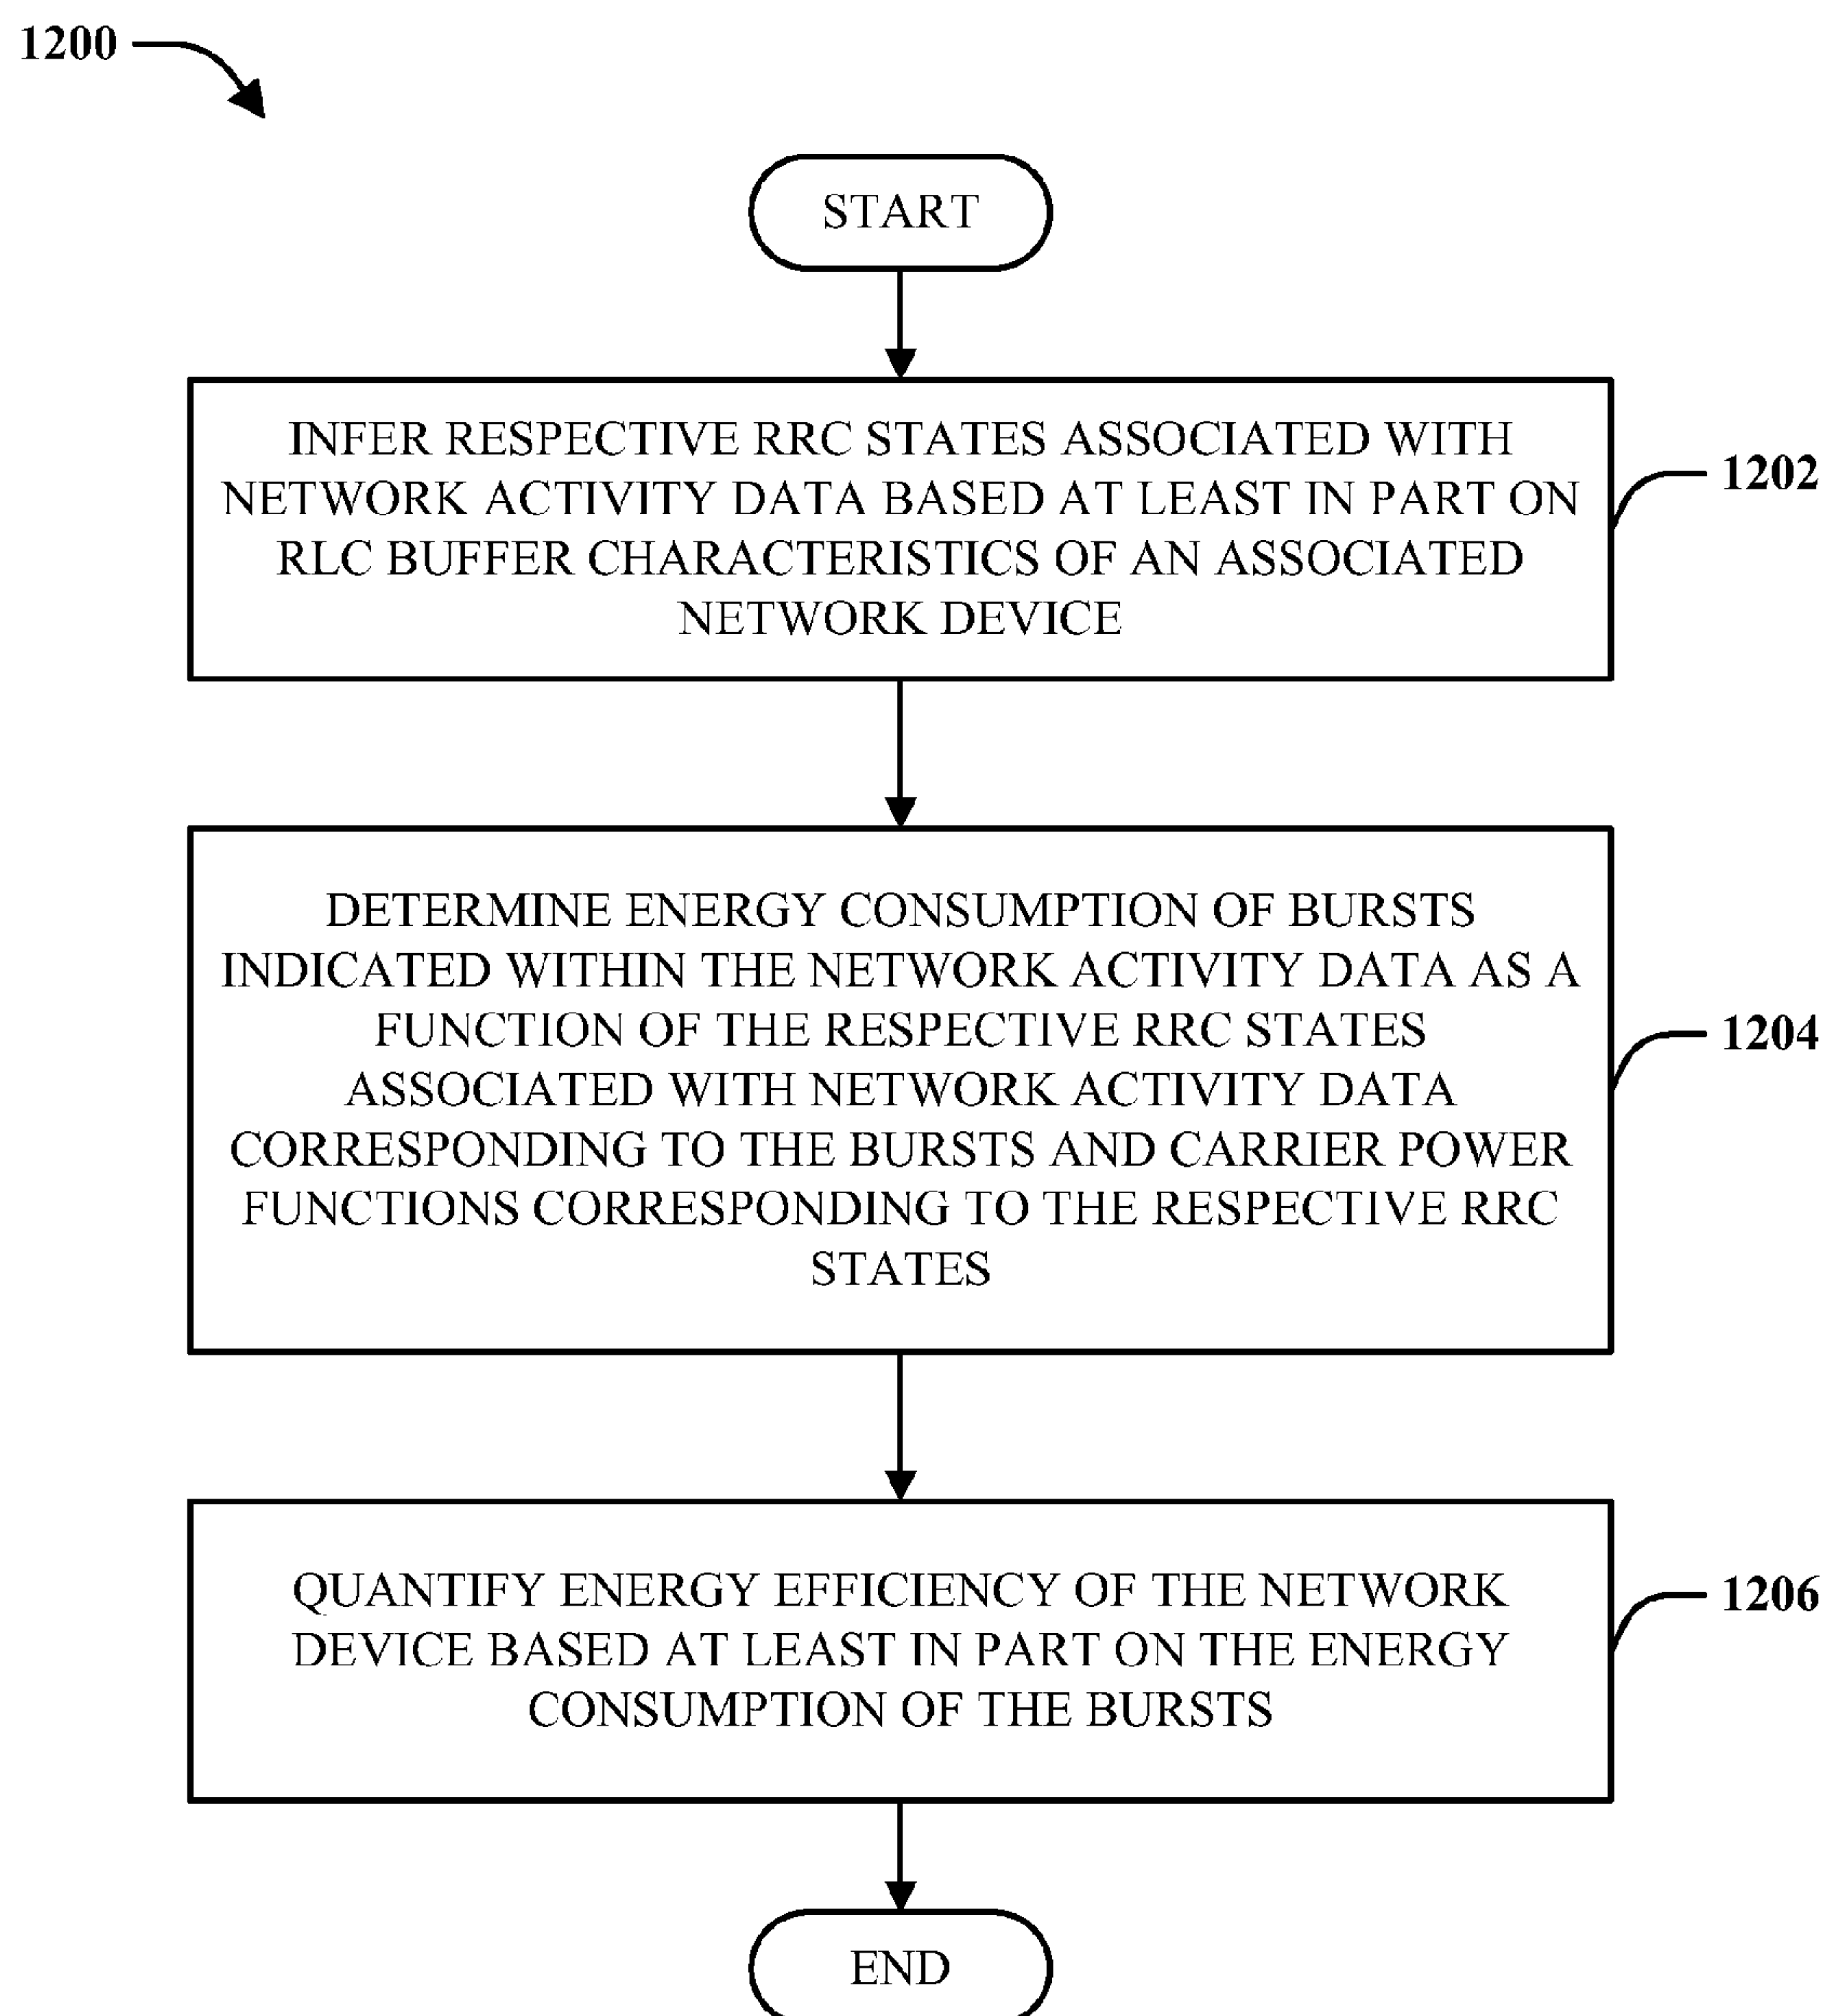 1200
START
INFER RESPECTIVE RRC STATES ASSOCIATED WITH
NETWORK ACTIVITY DATA BASED AT LEAST IN PART ON
RLC BUFFER CHARACTERISTICS OF AN ASSOCIATED
NETWORK DEVICE
1202
DETERMINE ENERGY CONSUMPTION OF BURSTS
INDICATED WITHIN THE NETWORK ACTIVITY DATA AS A
FUNCTION OF THE RESPECTIVE RRC STATES
ASSOCIATED WITH NETWORK ACTIVITY DATA
CORRESPONDING TO THE BURSTS AND CARRIER POWER
FUNCTIONS CORRESPONDING TO THE RESPECTIVE RRC
STATES
1204
QUANTIFY ENERGY EFFICIENCY OF THE NETWORK
DEVICE BASED AT LEAST IN PART ON THE ENERGY
CONSUMPTION OF THE BURSTS
1206
END